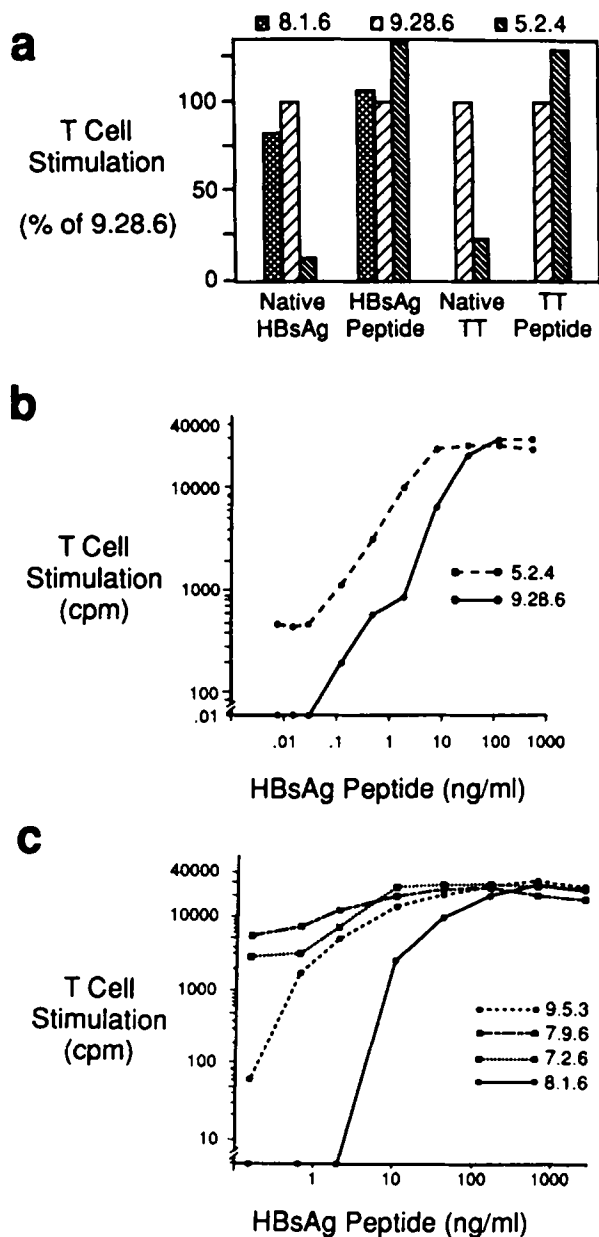 a
8.1.6 9.28.6 5.2.4
T Cell
Stimulation
(% of 9.28.6)
100
50
0
Native
HBsAg
HBsAg
Peptide
Native
TT
TT
Peptide
b
T Cell
Stimulation
(cpm)
40000
10000
1000
100
.01
5.2.4
9.28.6
.01 .1 1 10 100 1000
HBsAg Peptide (ng/ml)
c
T Cell
Stimulation
(cpm)
40000
10000
1000
100
10
9.5.3
7.9.6
7.2.6
8.1.6
1 10 100 1000
HBsAg Peptide (ng/ml)